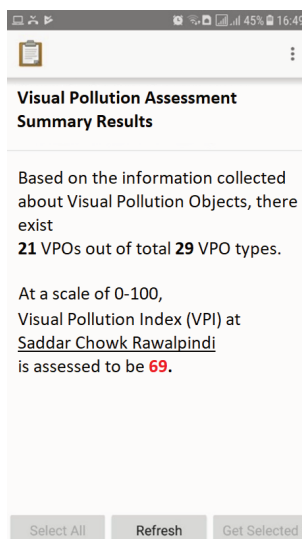 45% 16:49
Visual Pollution Assessment
Summary Results
Based on the information collected
about Visual Pollution Objects, there
exist
21 VPOs out of total 29 VPO types.
At a scale of 0-100,
Visual Pollution Index (VPI) at
Saddar Chowk Rawalpindi
is assessed to be 69.
Select All Refresh Get Selected